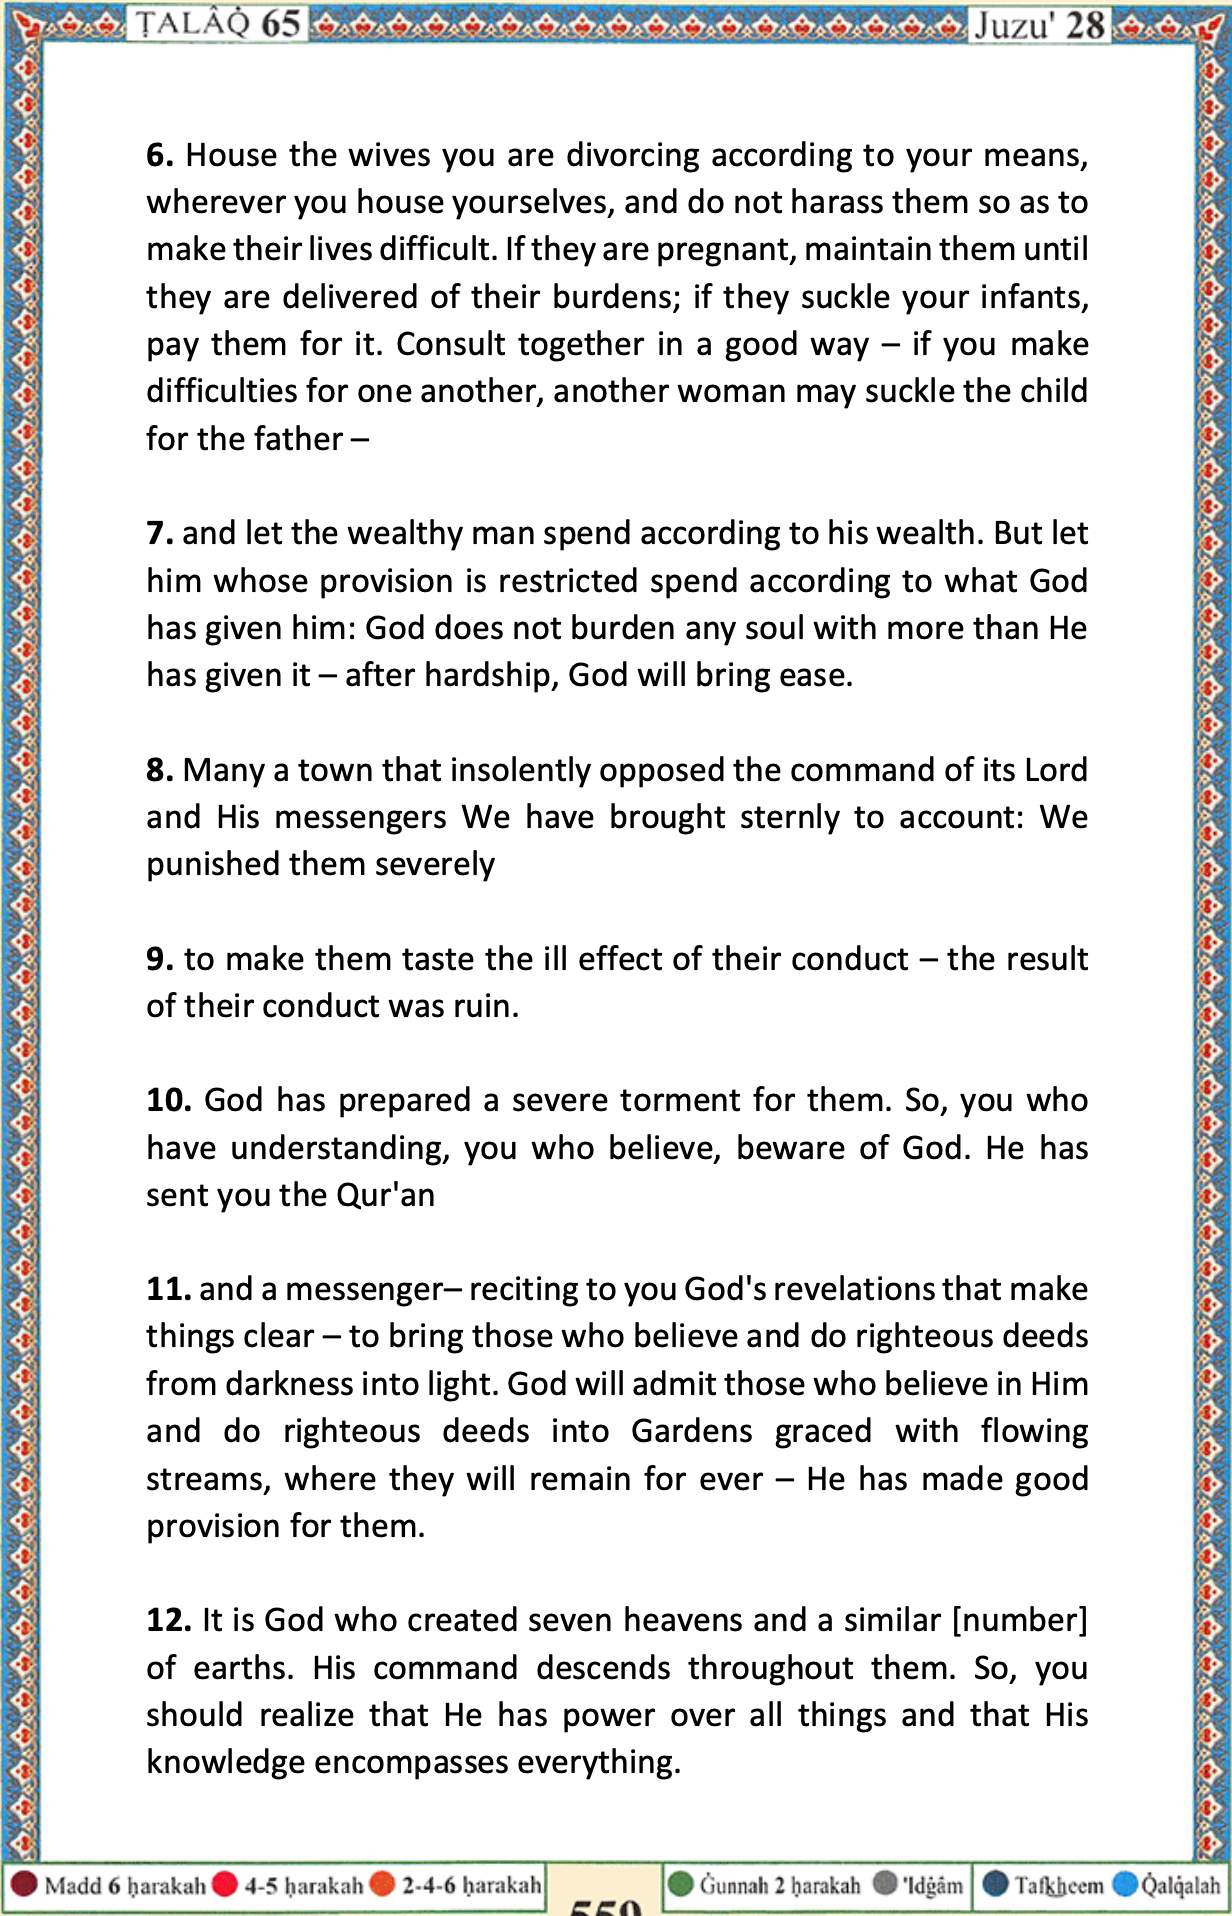 ṬALÂQ̇ 65
Juzu' 28
6. House the wives you are divorcing according to your means,
wherever you house yourselves, and do not harass them so as to
make their lives difficult. If they are pregnant, maintain them until
they are delivered of their burdens; if they suckle your infants,
pay them for it. Consult together in a good way – if you make
difficulties for one another, another woman may suckle the child
for the father –
7. and let the wealthy man spend according to his wealth. But let
him whose provision is restricted spend according to what God
has given him: God does not burden any soul with more than He
has given it – after hardship, God will bring ease.
8. Many a town that insolently opposed the command of its Lord
and His messengers We have brought sternly to account: We
punished them severely
9. to make them taste the ill effect of their conduct – the result
of their conduct was ruin.
10. God has prepared a severe torment for them. So, you who
have understanding, you who believe, beware of God. He has
sent you the Qur'an
11. and a messenger– reciting to you God's revelations that make
things clear – to bring those who believe and do righteous deeds
from darkness into light. God will admit those who believe in Him
and do righteous deeds into Gardens graced with flowing
streams, where they will remain for ever – He has made good
provision for them.
12. It is God who created seven heavens and a similar [number]
of earths. His command descends throughout them. So, you
should realize that He has power over all things and that His
knowledge encompasses everything.
Madd 6 ḥarakah 4-5 ḥarakah 2-4-6 ḥarakah
559
Ġunnah 2 ḥarakah 'Idġâm Tafkheem Q̇alq̇alah